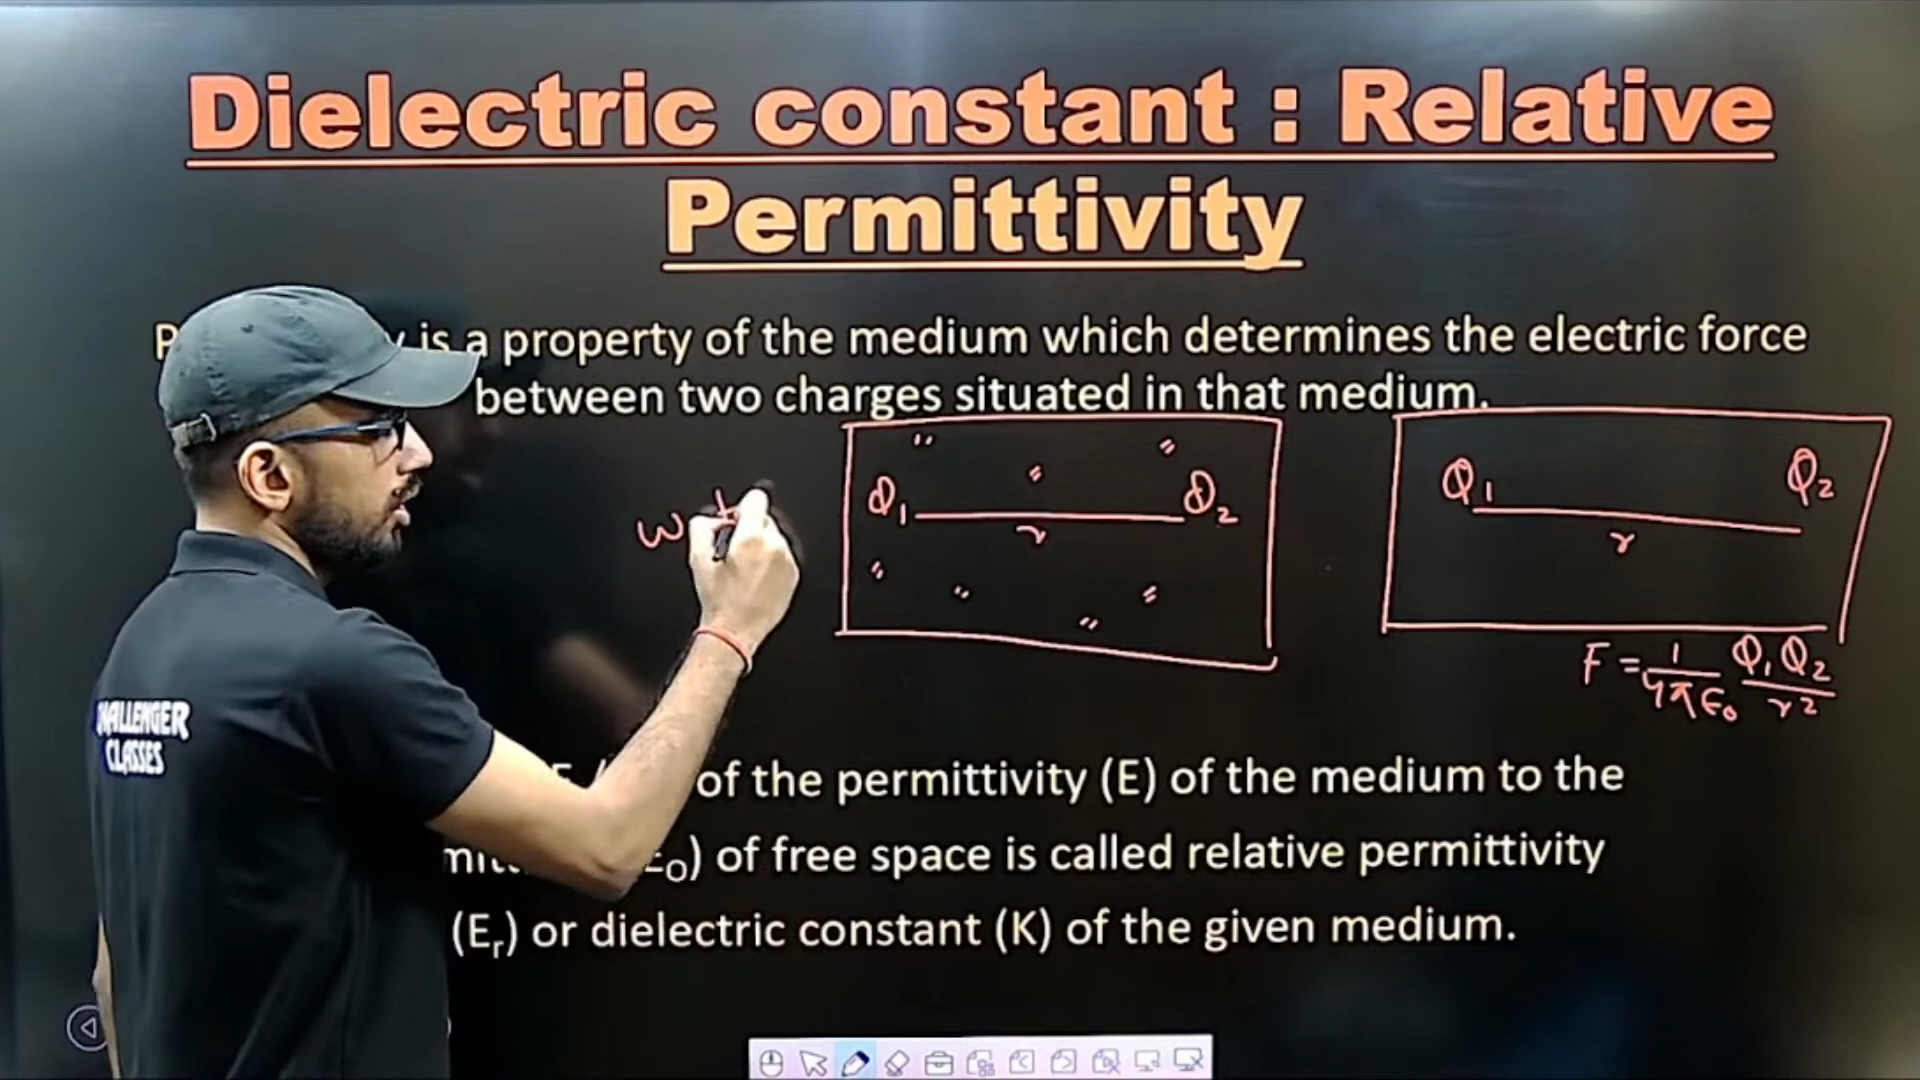 Dielectric constant : Relative
Permittivity
is a property of the medium which determines the electric force
between two charges situated in that medium.
Q₁ Q₂
r
Q₁ Q₂
r
F = 1/4πε₀ Q₁Q₂/r²
CLASSES
of the permittivity (E) of the medium to the
of free space is called relative permittivity
(Eᵣ) or dielectric constant (K) of the given medium.